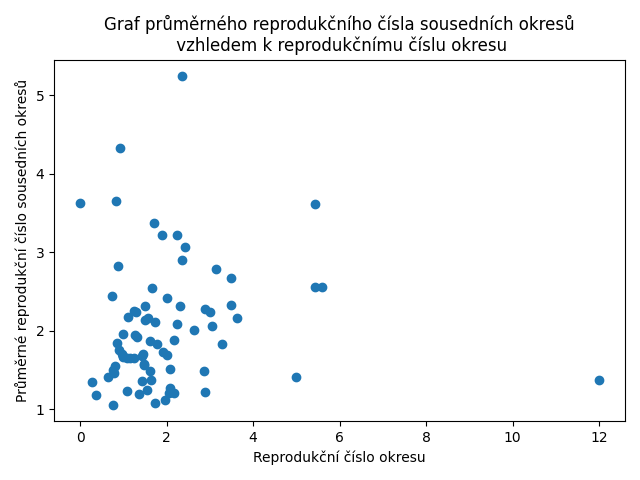 Graf průměrného reprodukčního čísla sousedních okresů
vzhledem k reprodukčnímu číslu okresu
Průměrné reprodukční číslo sousedních okresů
5
4
3
2
1
0 2 4 6 8 10 12
Reprodukční číslo okresu